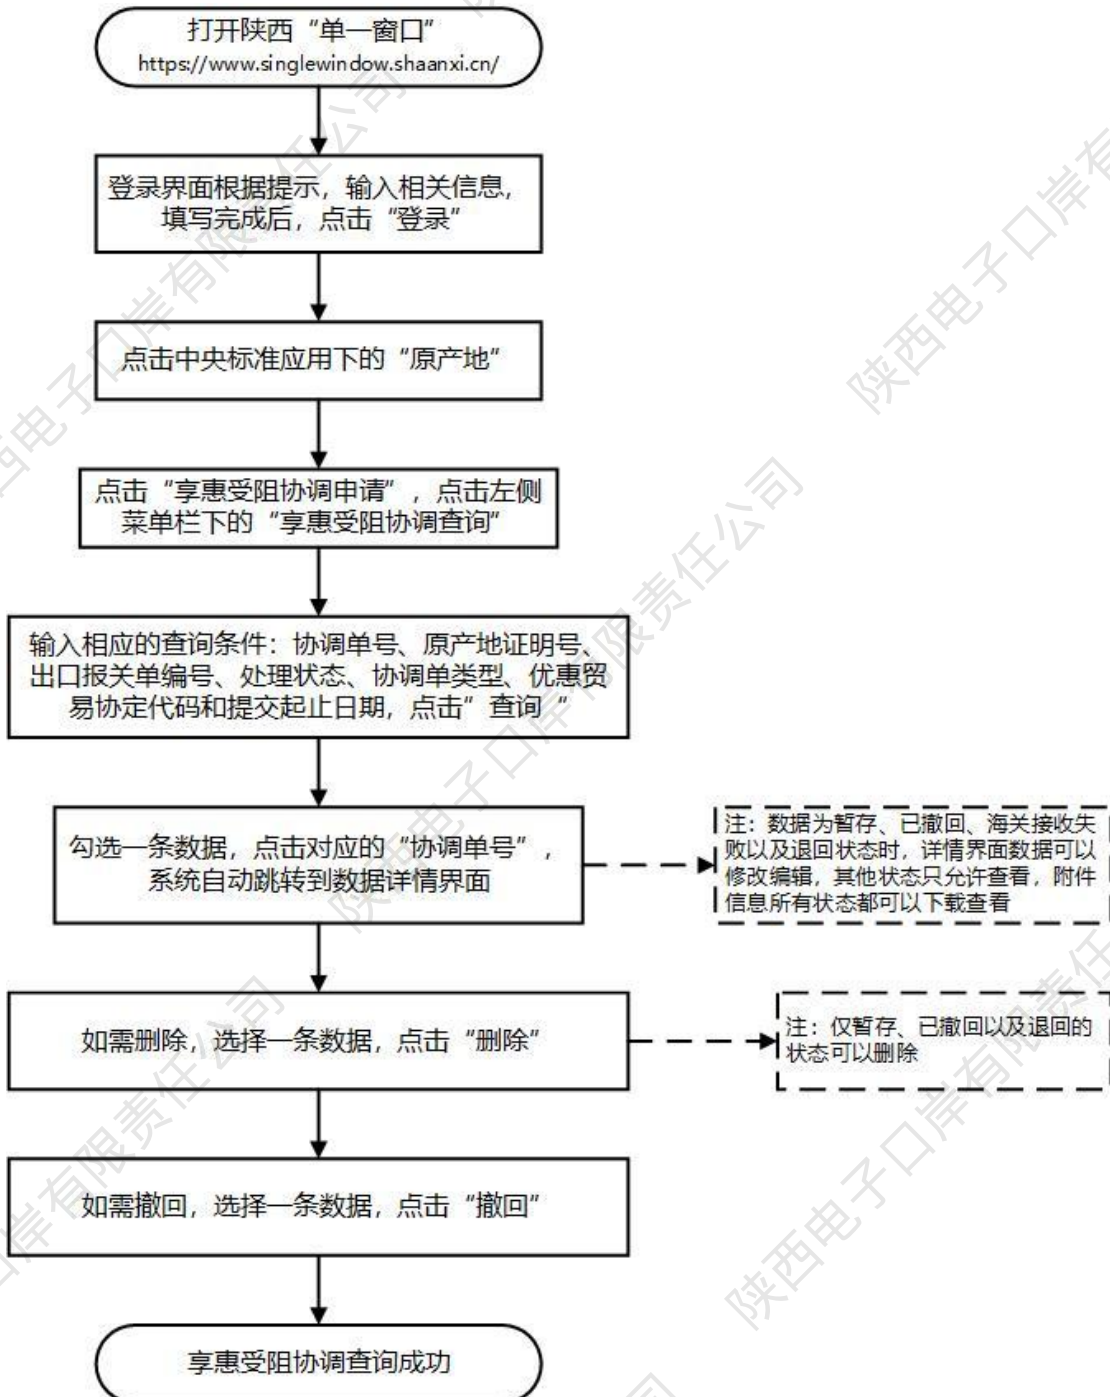 打开陕西“单一窗口”
https://www.singlewindow.shaanxi.cn/
登录界面根据提示，输入相关信息，
填写完成后，点击“登录”
点击中央标准应用下的“原产地”
点击“享惠受阻协调申请”，点击左侧
菜单栏下的“享惠受阻协调查询”
输入相应的查询条件：协调单号、原产地证明号、
出口报关单编号、处理状态、协调单类型、优惠贸
易协定代码和提交起止日期，点击”查询“
勾选一条数据，点击对应的“协调单号”，
系统自动跳转到数据详情界面
注：数据为暂存、已撤回、海关接收失
败以及退回状态时，详情界面数据可以
修改编辑，其他状态只允许查看，附件
信息所有状态都可以下载查看
如需删除，选择一条数据，点击“删除”
注：仅暂存、已撤回以及退回的
状态可以删除
如需撤回，选择一条数据，点击“撤回”
享惠受阻协调查询成功
陕西电子口岸有限责任公司